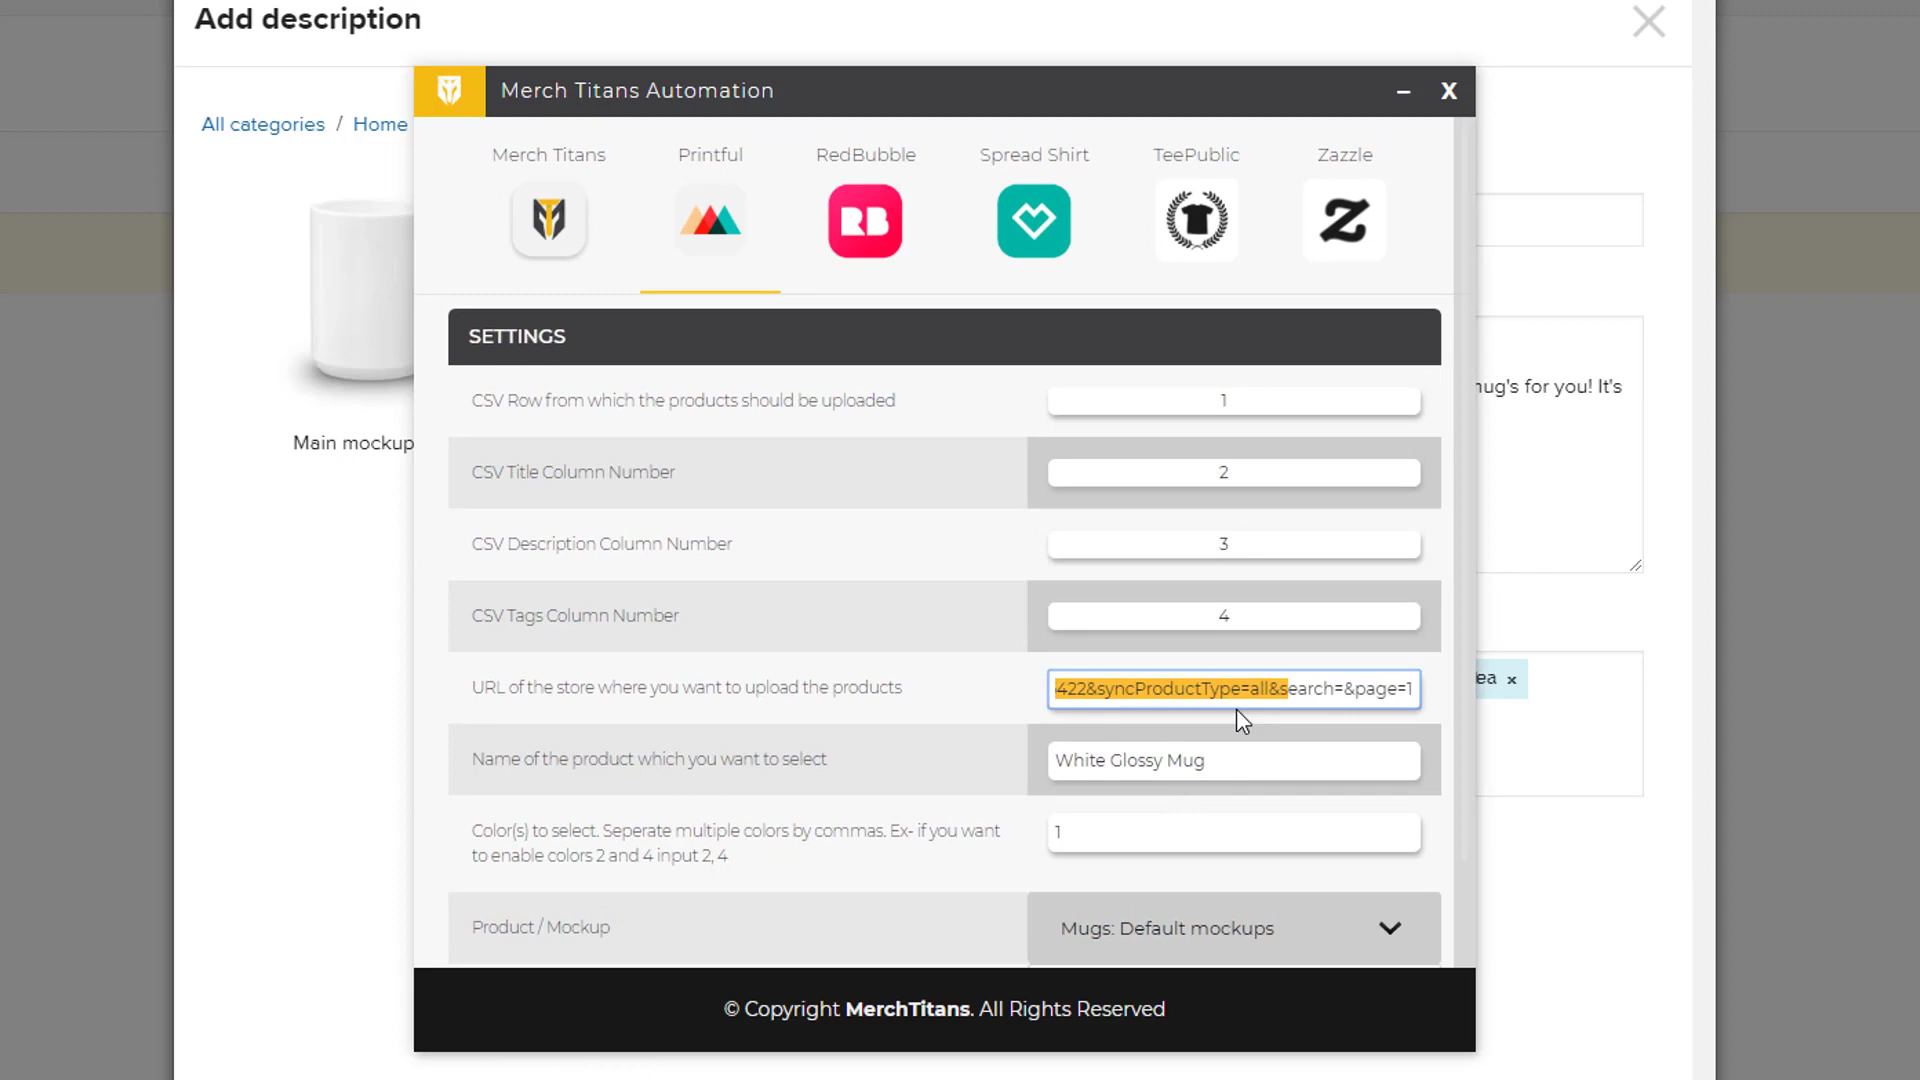 Add description
All categories / Home
Main mockup
Merch Titans Automation
– X
Merch Titans
Printful
RedBubble
Spread Shirt
TeePublic
Zazzle
RB
SETTINGS
CSV Row from which the products should be uploaded
1
CSV Title Column Number
2
CSV Description Column Number
3
CSV Tags Column Number
4
URL of the store where you want to upload the products
422&syncProductType=all&search=&page=1
Name of the product which you want to select
White Glossy Mug
Color(s) to select. Seperate multiple colors by commas. Ex- if you want
to enable colors 2 and 4 input 2, 4
1
Product / Mockup
Mugs: Default mockups
© Copyright MerchTitans. All Rights Reserved
mug's for you! It's
ea ×